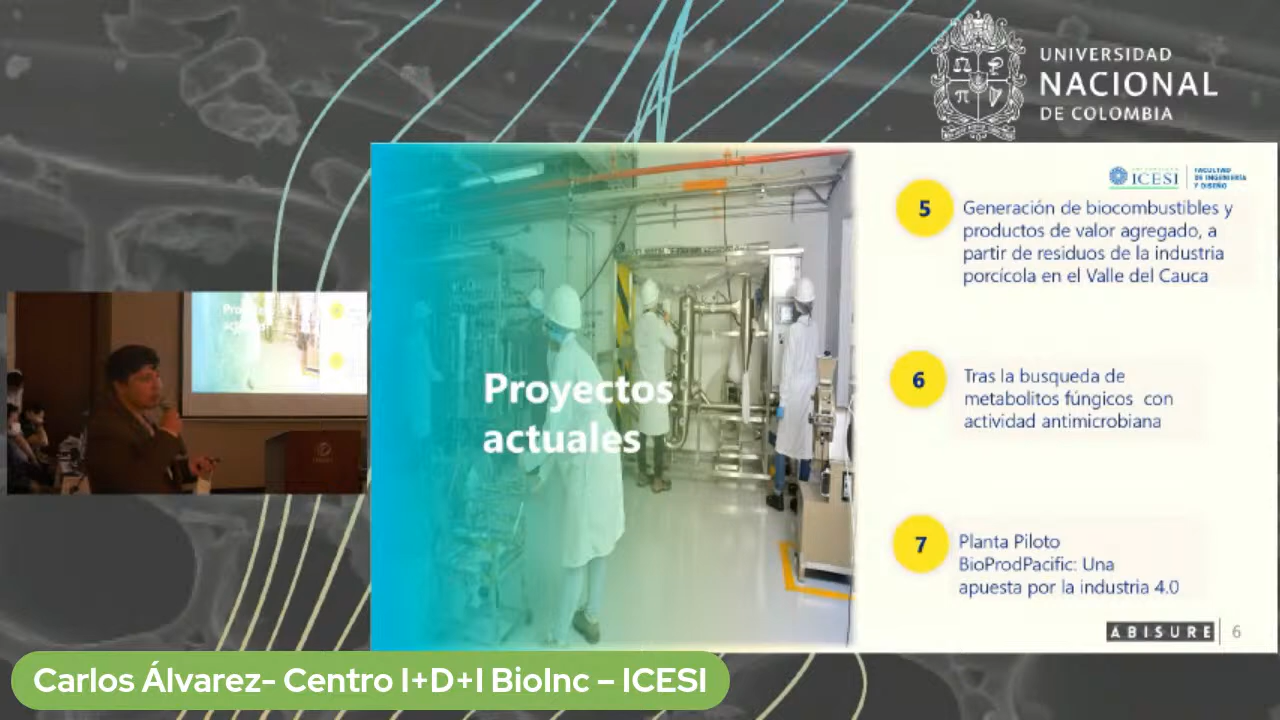 UNIVERSIDAD
NACIONAL
DE COLOMBIA
ICESI
FACULTAD
DE INGENIERÍA
Y DISEÑO
Proyectos
actuales
5
Generación de biocombustibles y
productos de valor agregado, a
partir de residuos de la industria
porcícola en el Valle del Cauca
6
Tras la busqueda de
metabolitos fúngicos con
actividad antimicrobiana
7
Planta Piloto
BioProdPacific: Una
apuesta por la industria 4.0
ABISURE
6
Carlos Álvarez- Centro I+D+I BioInc – ICESI